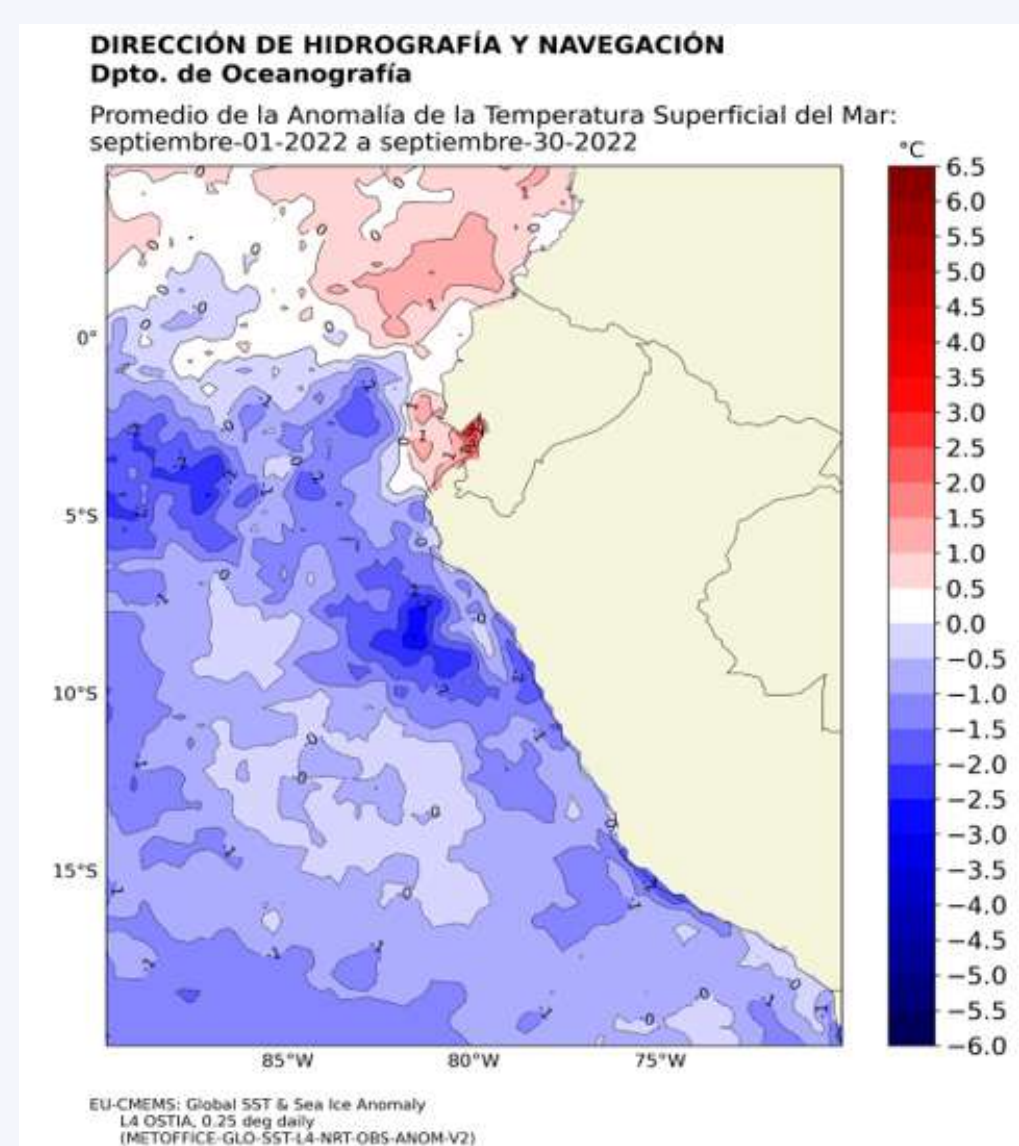 DIRECCIÓN DE HIDROGRAFÍA Y NAVEGACIÓN
Dpto. de Oceanografía
Promedio de la Anomalía de la Temperatura Superficial del Mar:
septiembre-01-2022 a septiembre-30-2022
°C
6.5
6.0
5.5
5.0
4.5
4.0
3.5
3.0
2.5
2.0
1.5
1.0
0.5
0.0
−0.5
−1.0
−1.5
−2.0
−2.5
−3.0
−3.5
−4.0
−4.5
−5.0
−5.5
−6.0
0°
5°S
10°S
15°S
85°W
80°W
75°W
EU-CMEMS: Global SST & Sea Ice Anomaly
L4 OSTIA, 0.25 deg daily
(METOFFICE-GLO-SST-L4-NRT-OBS-ANOM-V2)